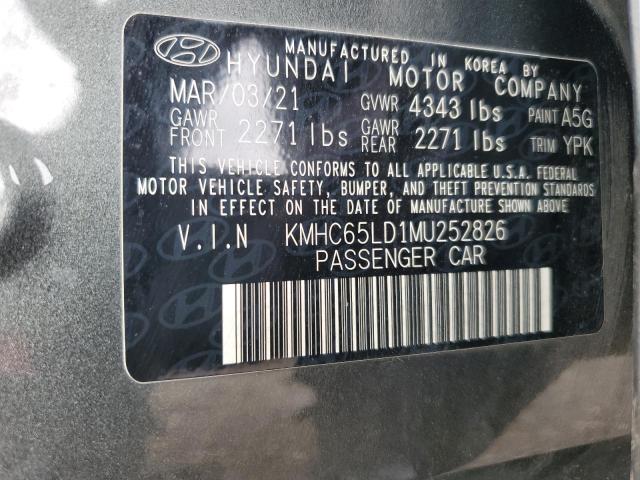 MANUFACTURED IN KOREA BY
HYUNDAI MOTOR COMPANY
MAR/03/21 GVWR 4343 lbs PAINT A5G
GAWR FRONT 2271 lbs GAWR REAR 2271 lbs TRIM YPK
THIS VEHICLE CONFORMS TO ALL APPLICABLE U.S.A. FEDERAL
MOTOR VEHICLE SAFETY, BUMPER, AND THEFT PREVENTION STANDARDS
IN EFFECT ON THE DATE OF MANUFACTURE SHOWN ABOVE
V.I.N KMHC65LD1MU252826
PASSENGER CAR